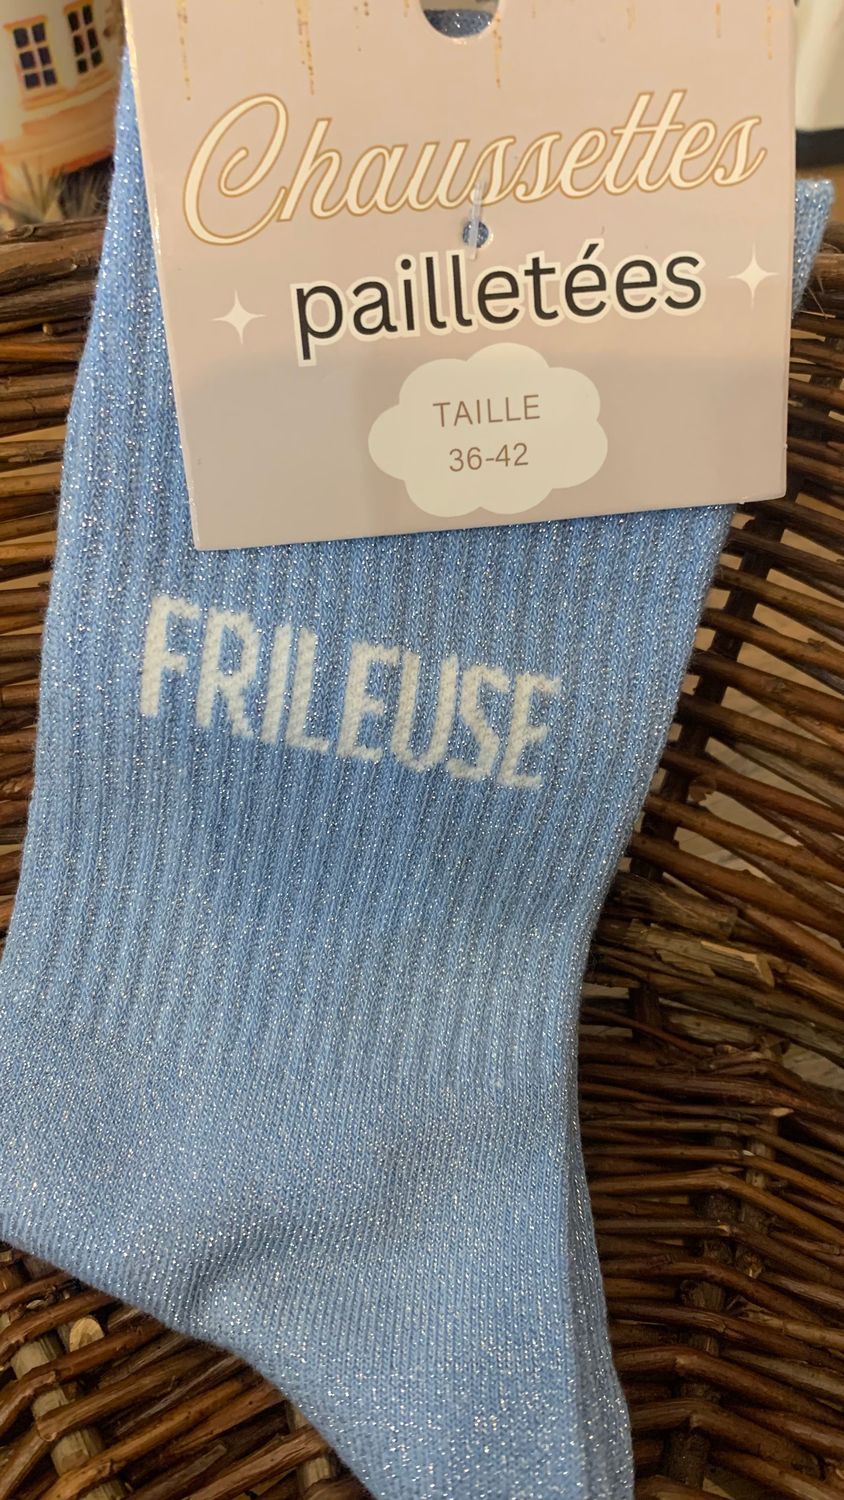 Chaussettes
pailletées
TAILLE
36-42
FRILEUSE